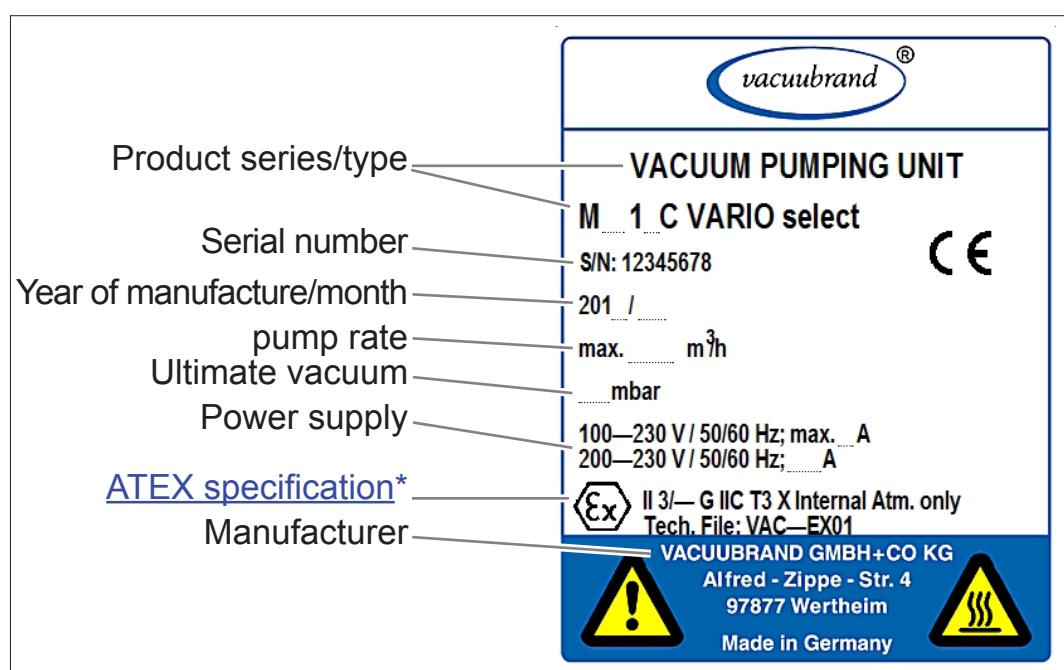 vacuubrand ®
Product series/type
VACUUM PUMPING UNIT
M 1 C VARIO select
Serial number
S/N: 12345678
CE
Year of manufacture/month
201 /
pump rate
max. m³/h
Ultimate vacuum
mbar
Power supply
100—230 V / 50/60 Hz; max. A
200—230 V / 50/60 Hz; A
ATEX specification*
Ex II 3/— G IIC T3 X Internal Atm. only
Tech. File: VAC—EX01
Manufacturer
VACUUBRAND GMBH+CO KG
Alfred - Zippe - Str. 4
97877 Wertheim
Made in Germany